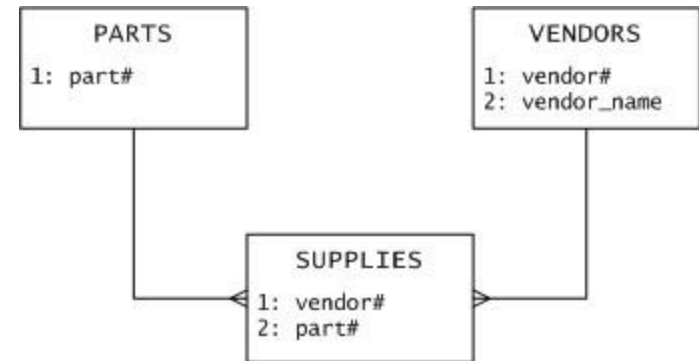 PARTS
1: part#
VENDORS
1: vendor#
2: vendor_name
SUPPLIES
1: vendor#
2: part#